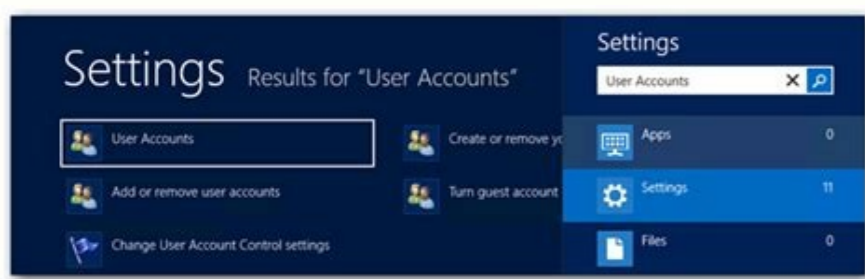 Settings Results for "User Accounts"
User Accounts
Create or remove yo
Add or remove user accounts
Turn guest account
Change User Account Control settings
Settings
User Accounts
Apps 0
Settings 11
Files 0